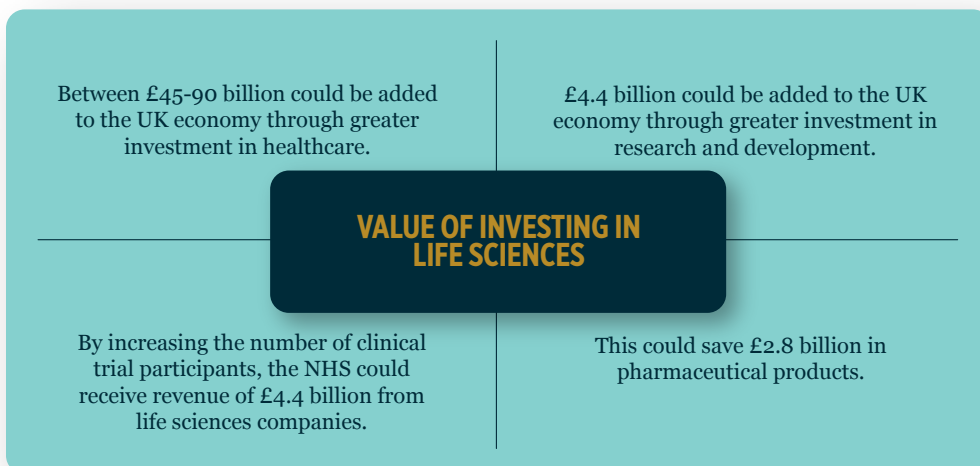 Between £45-90 billion could be added
to the UK economy through greater
investment in healthcare.
£4.4 billion could be added to the UK
economy through greater investment in
research and development.
VALUE OF INVESTING IN
LIFE SCIENCES
By increasing the number of clinical
trial participants, the NHS could
receive revenue of £4.4 billion from
life sciences companies.
This could save £2.8 billion in
pharmaceutical products.